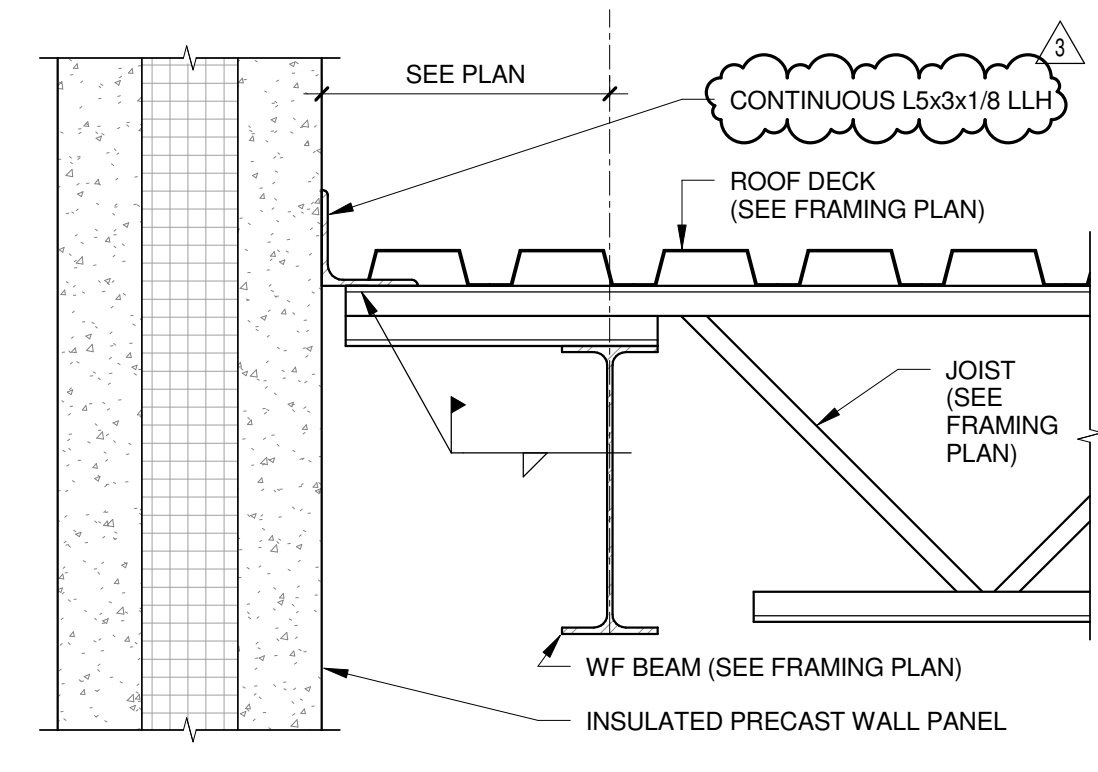 3
SEE PLAN
CONTINUOUS L5x3x1/8 LLH
ROOF DECK
(SEE FRAMING PLAN)
JOIST
(SEE
FRAMING
PLAN)
WF BEAM (SEE FRAMING PLAN)
INSULATED PRECAST WALL PANEL